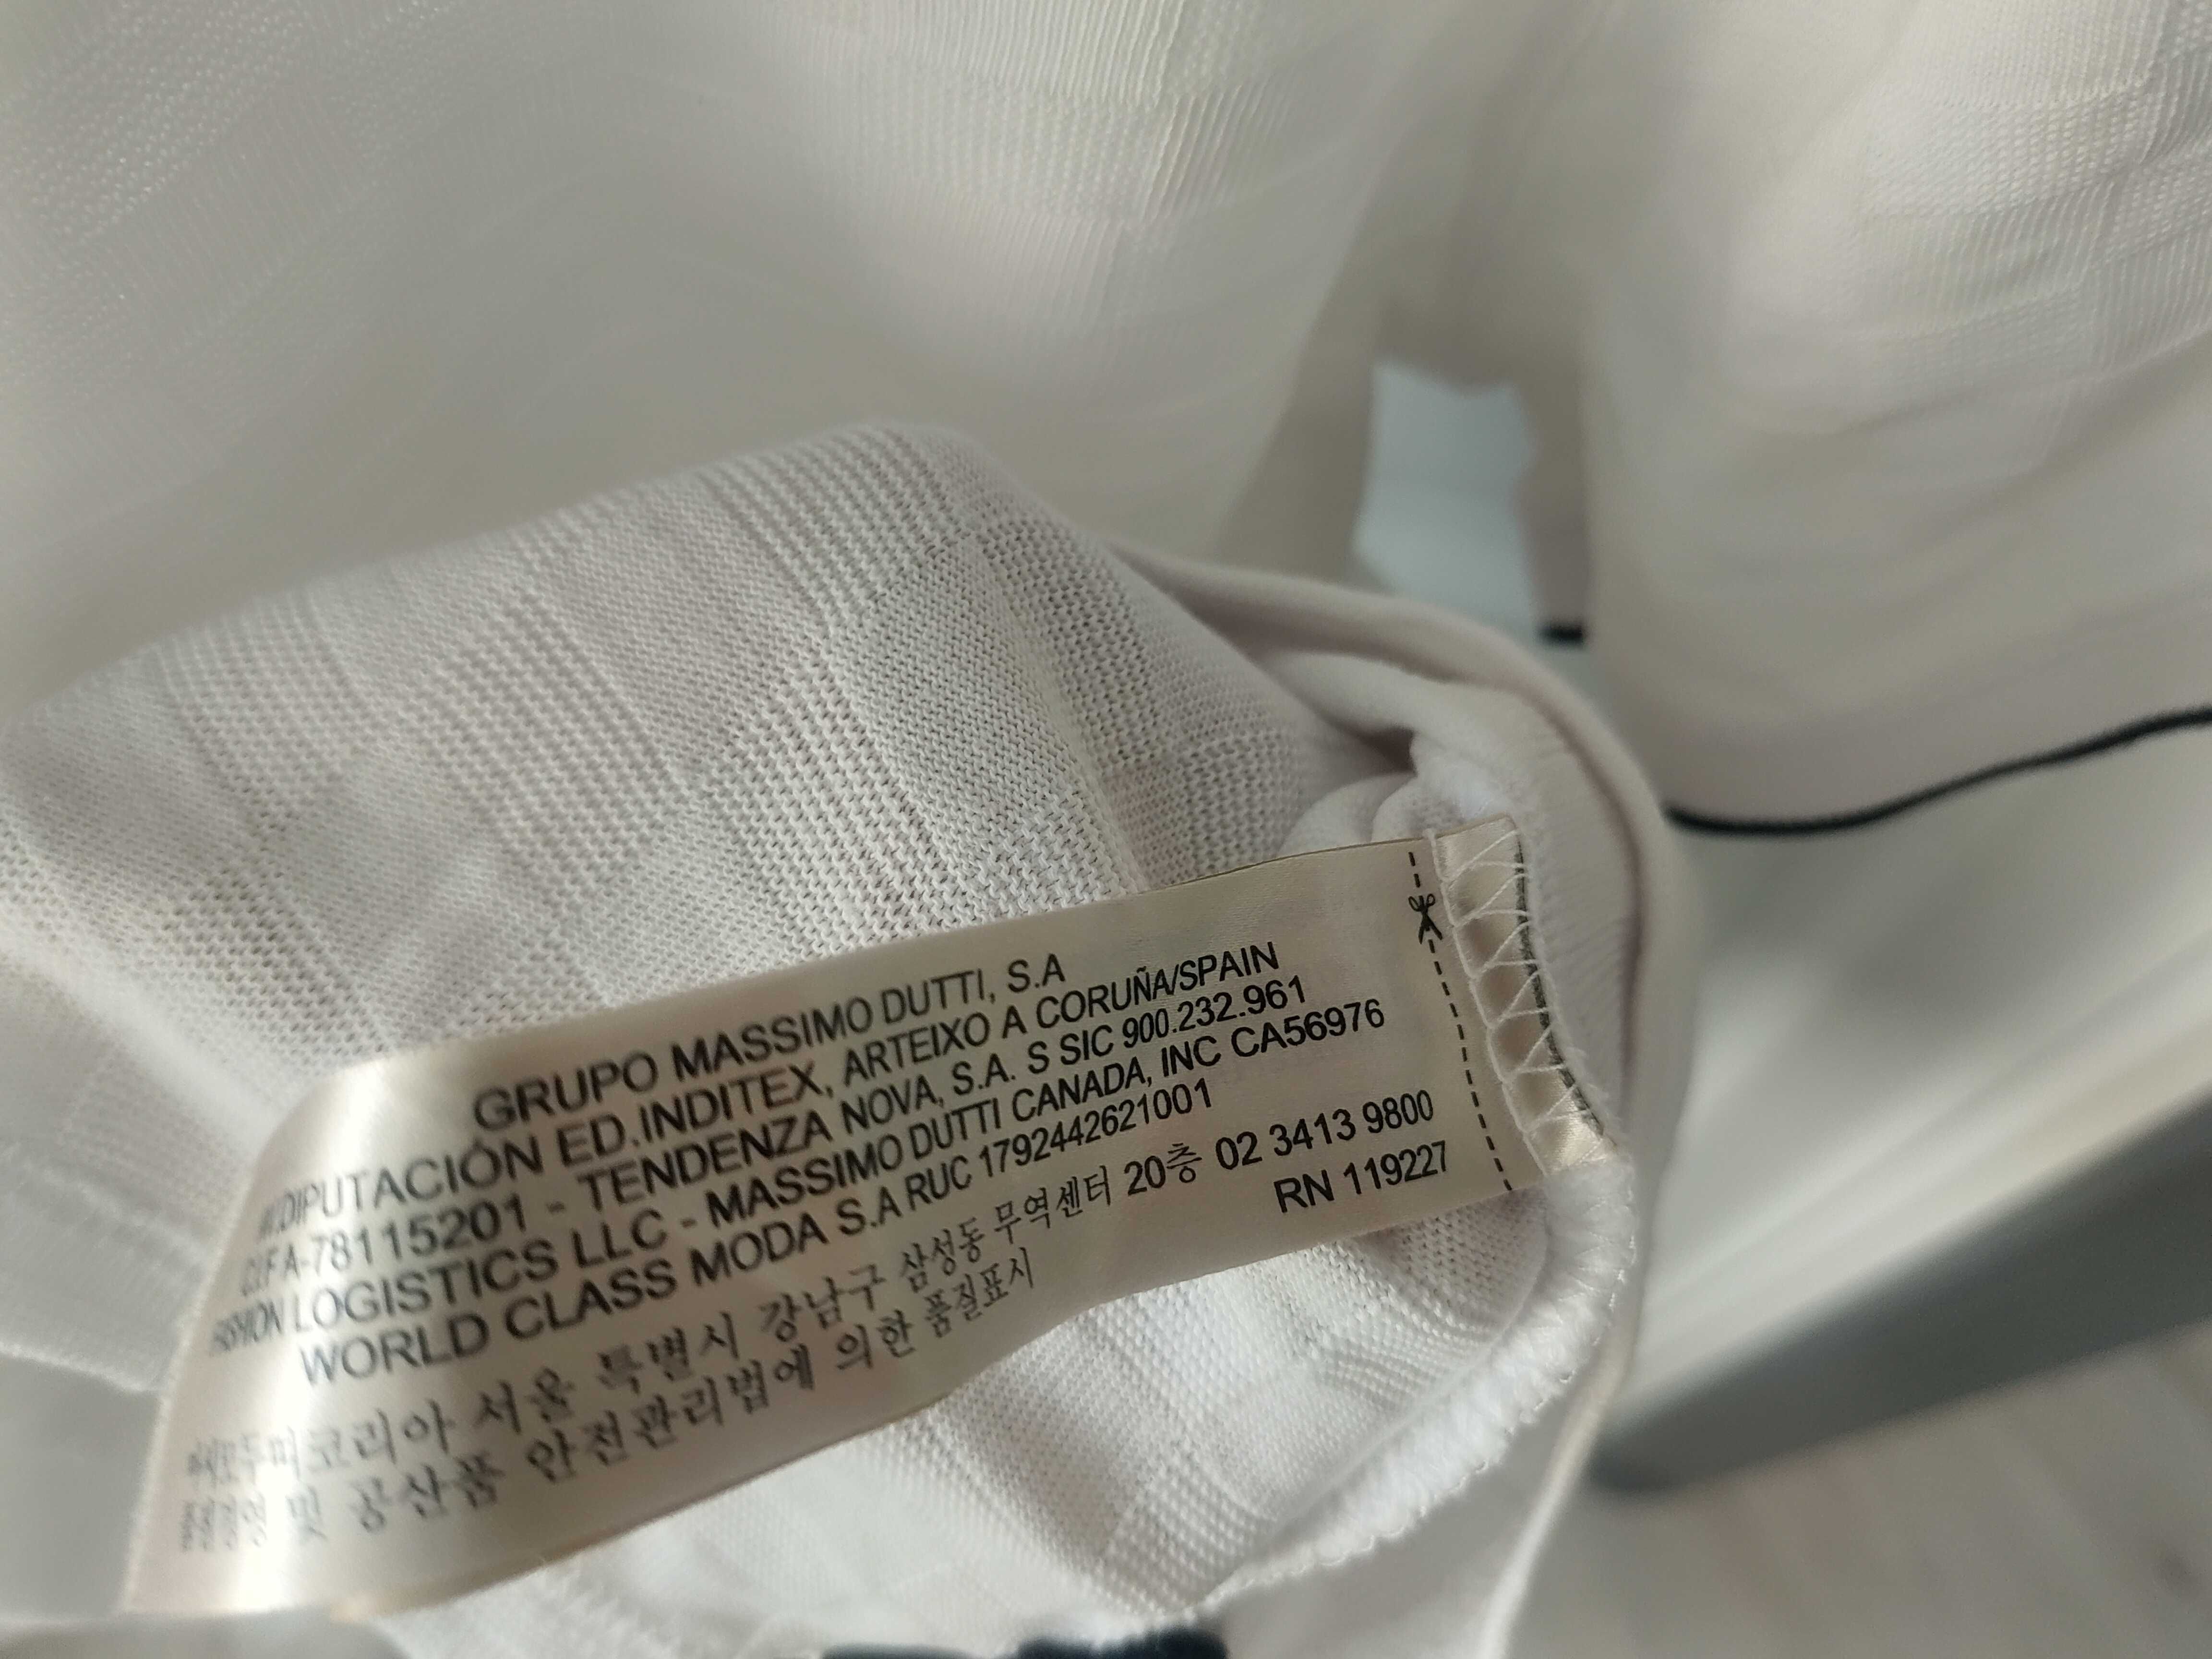 GRUPO MASSIMO DUTTI, S.A
DIPUTACIÓN ED.INDITEX, ARTEIXO A CORUÑA/SPAIN
A-78115201 - TENDENZA NOVA, S.A. S SIC 900.232.961
FASHION LOGISTICS LLC - MASSIMO DUTTI CANADA, INC CA56976
WORLD CLASS MODA S.A RUC 1792442621001
서울 특별시 강남구 삼성동 무역센터 20층 02 3413 9800
및 공산품 안전관리법에 의한 품질표시
RN 119227